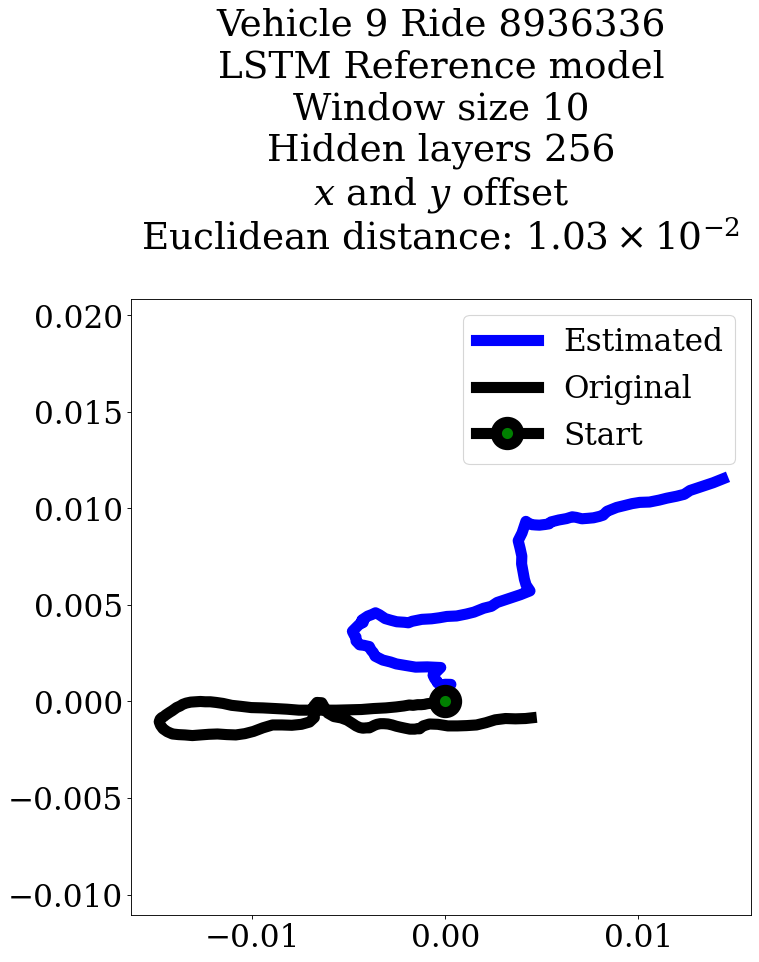 Vehicle 9 Ride 8936336
LSTM Reference model
Window size 10
Hidden layers 256
x and y offset
Euclidean distance: 1.03 × 10⁻²
Estimated
Original
Start
0.020
0.015
0.010
0.005
0.000
−0.005
−0.010
−0.01 0.00 0.01